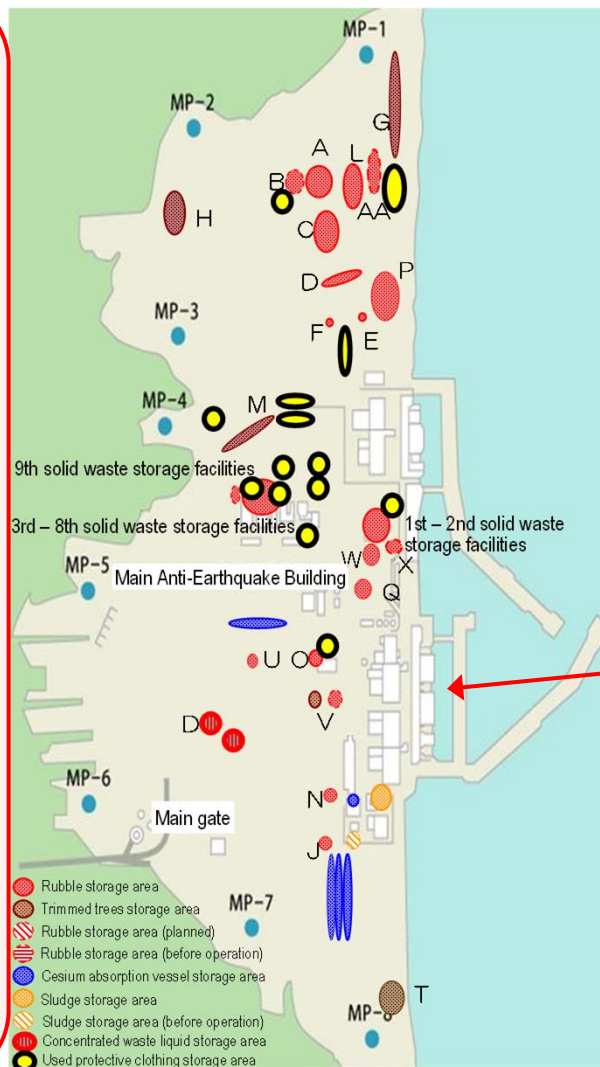 MP-1
G
MP-2
A
L
B
AA
H
C
P
D
F
E
MP-3
M
MP-4
9th solid waste storage facilities
3rd – 8th solid waste storage facilities
1st – 2nd solid waste
storage facilities
W
X
Main Anti-Earthquake Building
MP-5
Q
U
O
V
D
MP-6
N
Main gate
J
Rubble storage area
Trimmed trees storage area
Rubble storage area (planned)
Rubble storage area (before operation)
Cesium absorption vessel storage area
Sludge storage area
Sludge storage area (before operation)
Concentrated waste liquid storage area
Used protective clothing storage area
MP-7
T
MP-8